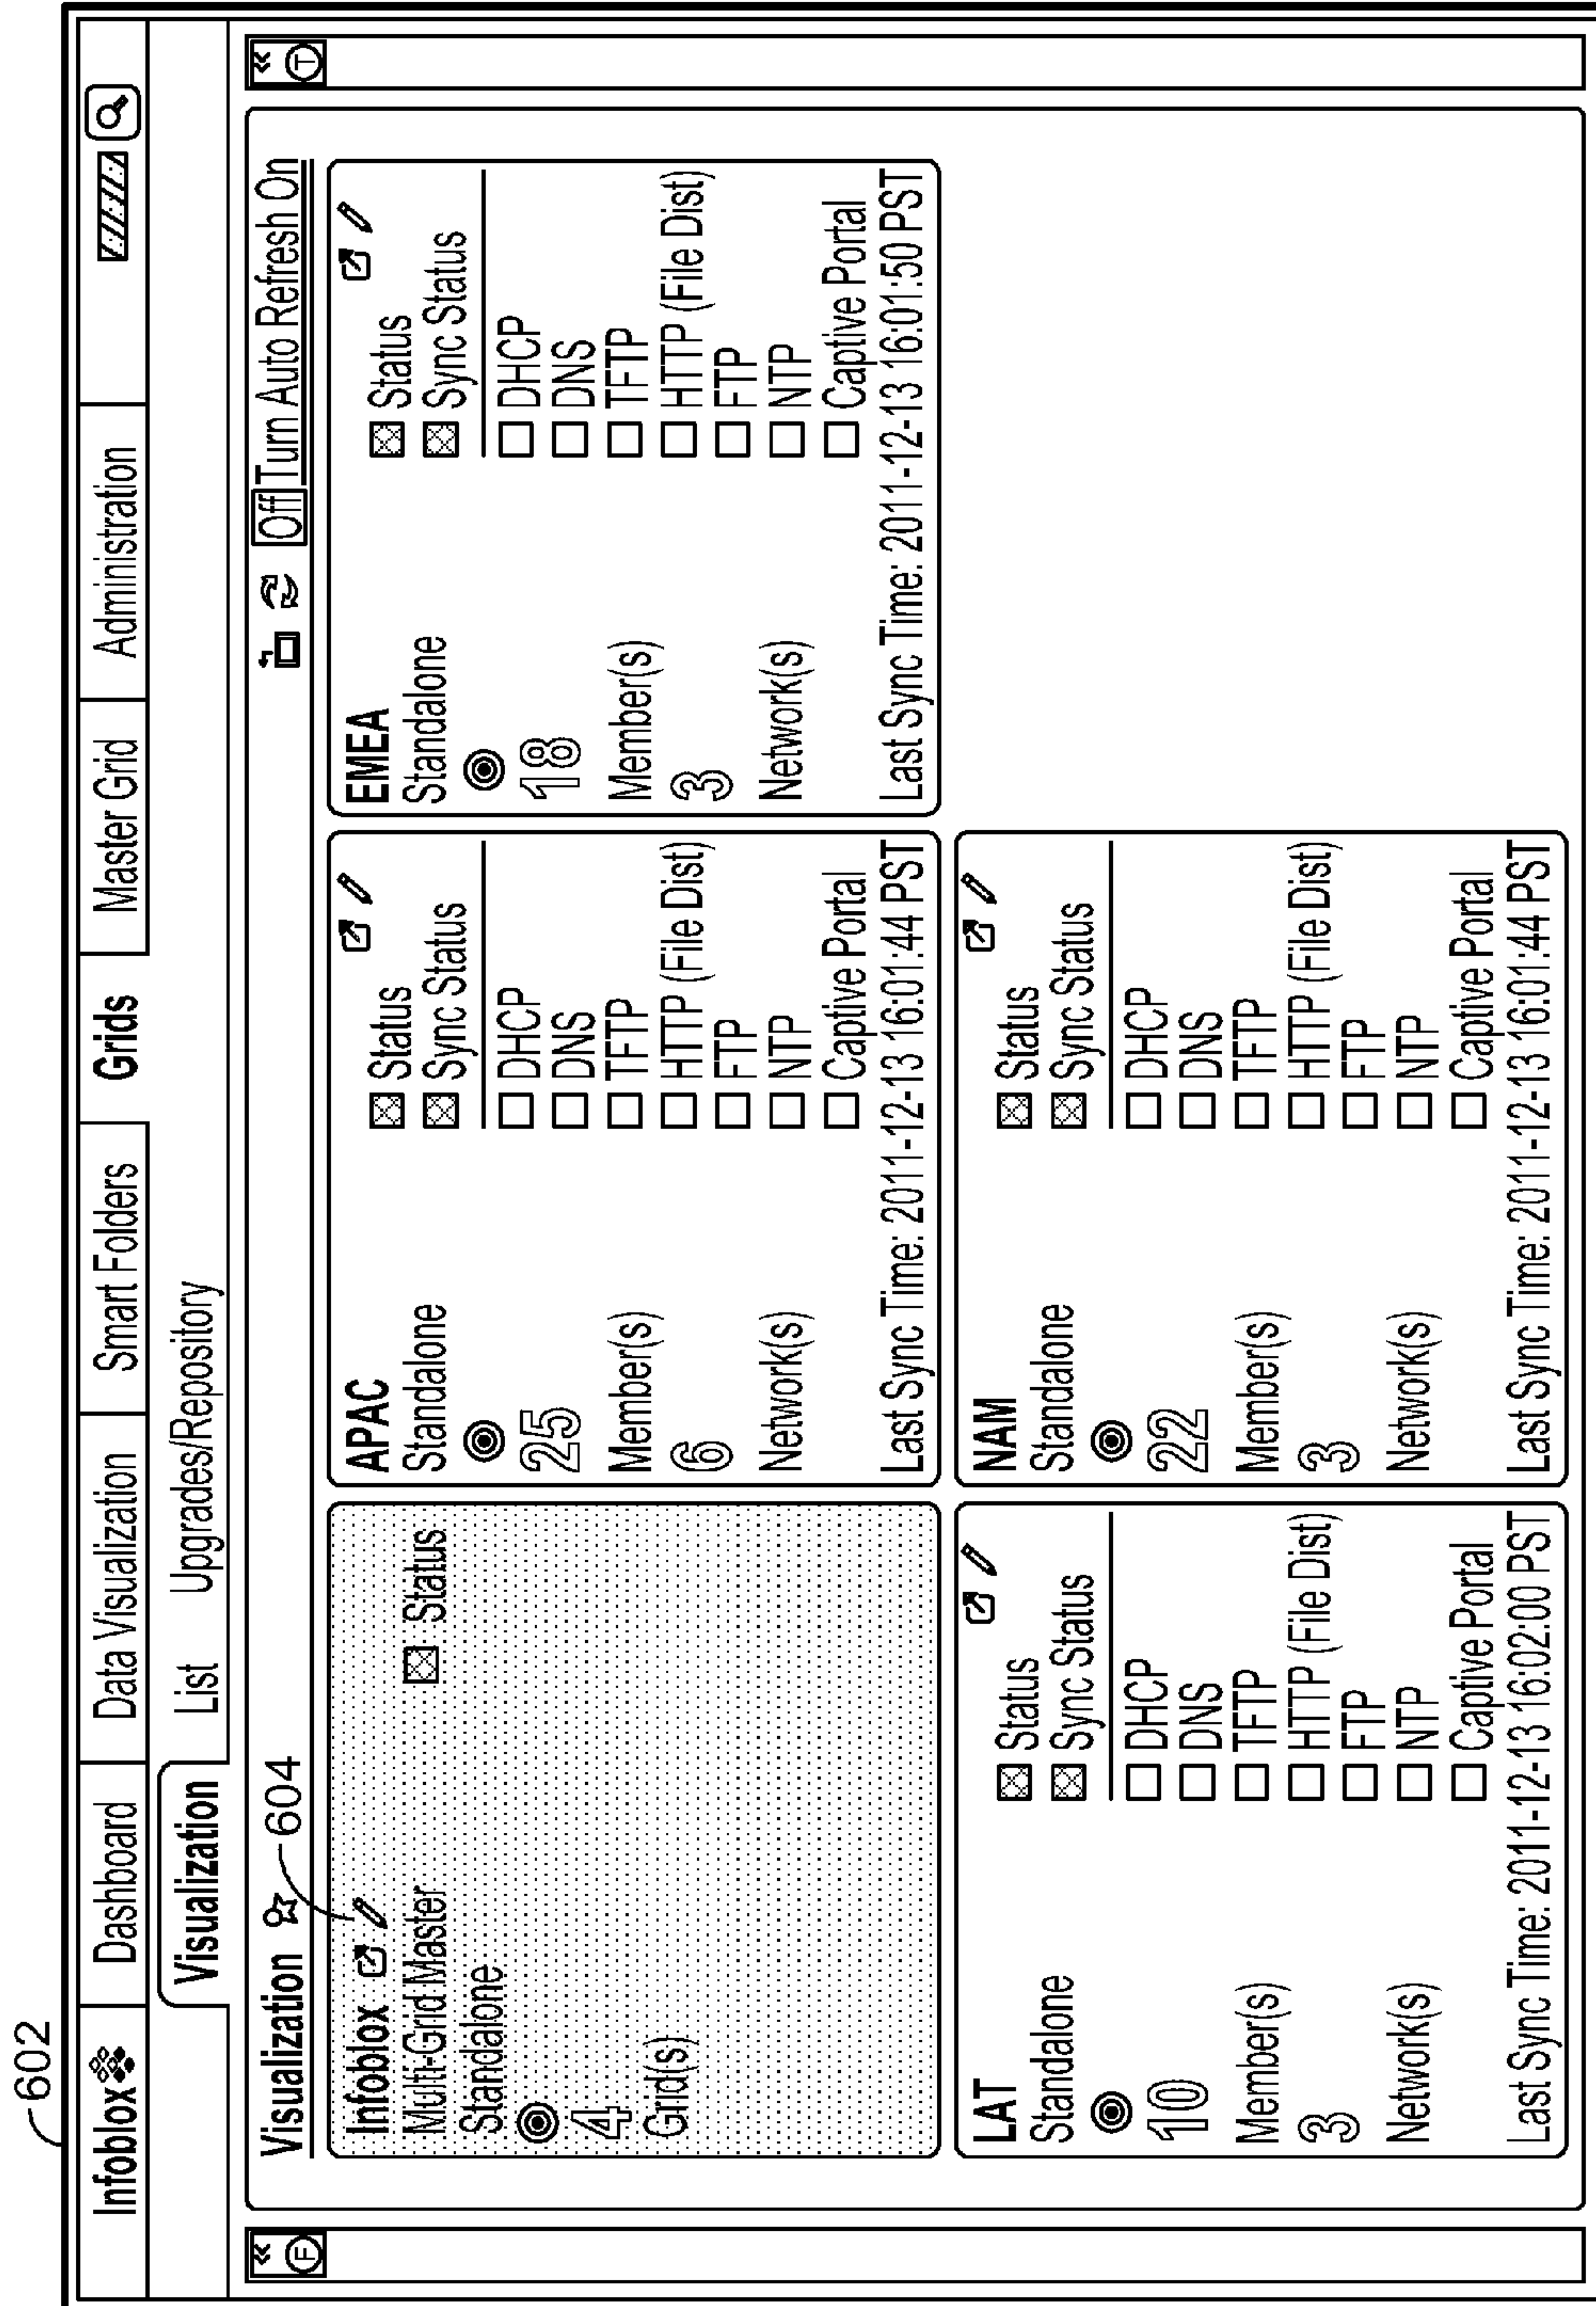 602
Infoblox
Dashboard
Data Visualization
Smart Folders
Grids
Master Grid
Administration
Visualization
List
Upgrades/Repository
F
T
Visualization
604
Off Turn Auto Refresh On
Infoblox
Multi-Grid Master
Standalone
4
Grid(s)
Status
APAC
Standalone
25
Member(s)
6
Network(s)
Status
Sync Status
DHCP
DNS
TFTP
HTTP (File Dist)
FTP
NTP
Captive Portal
Last Sync Time: 2011-12-13 16:01:44 PST
EMEA
Standalone
18
Member(s)
3
Network(s)
Status
Sync Status
DHCP
DNS
TFTP
HTTP (File Dist)
FTP
NTP
Captive Portal
Last Sync Time: 2011-12-13 16:01:50 PST
LAT
Standalone
10
Member(s)
3
Network(s)
Status
Sync Status
DHCP
DNS
TFTP
HTTP (File Dist)
FTP
NTP
Captive Portal
Last Sync Time: 2011-12-13 16:02:00 PST
NAM
Standalone
22
Member(s)
3
Network(s)
Status
Sync Status
DHCP
DNS
TFTP
HTTP (File Dist)
FTP
NTP
Captive Portal
Last Sync Time: 2011-12-13 16:01:44 PST